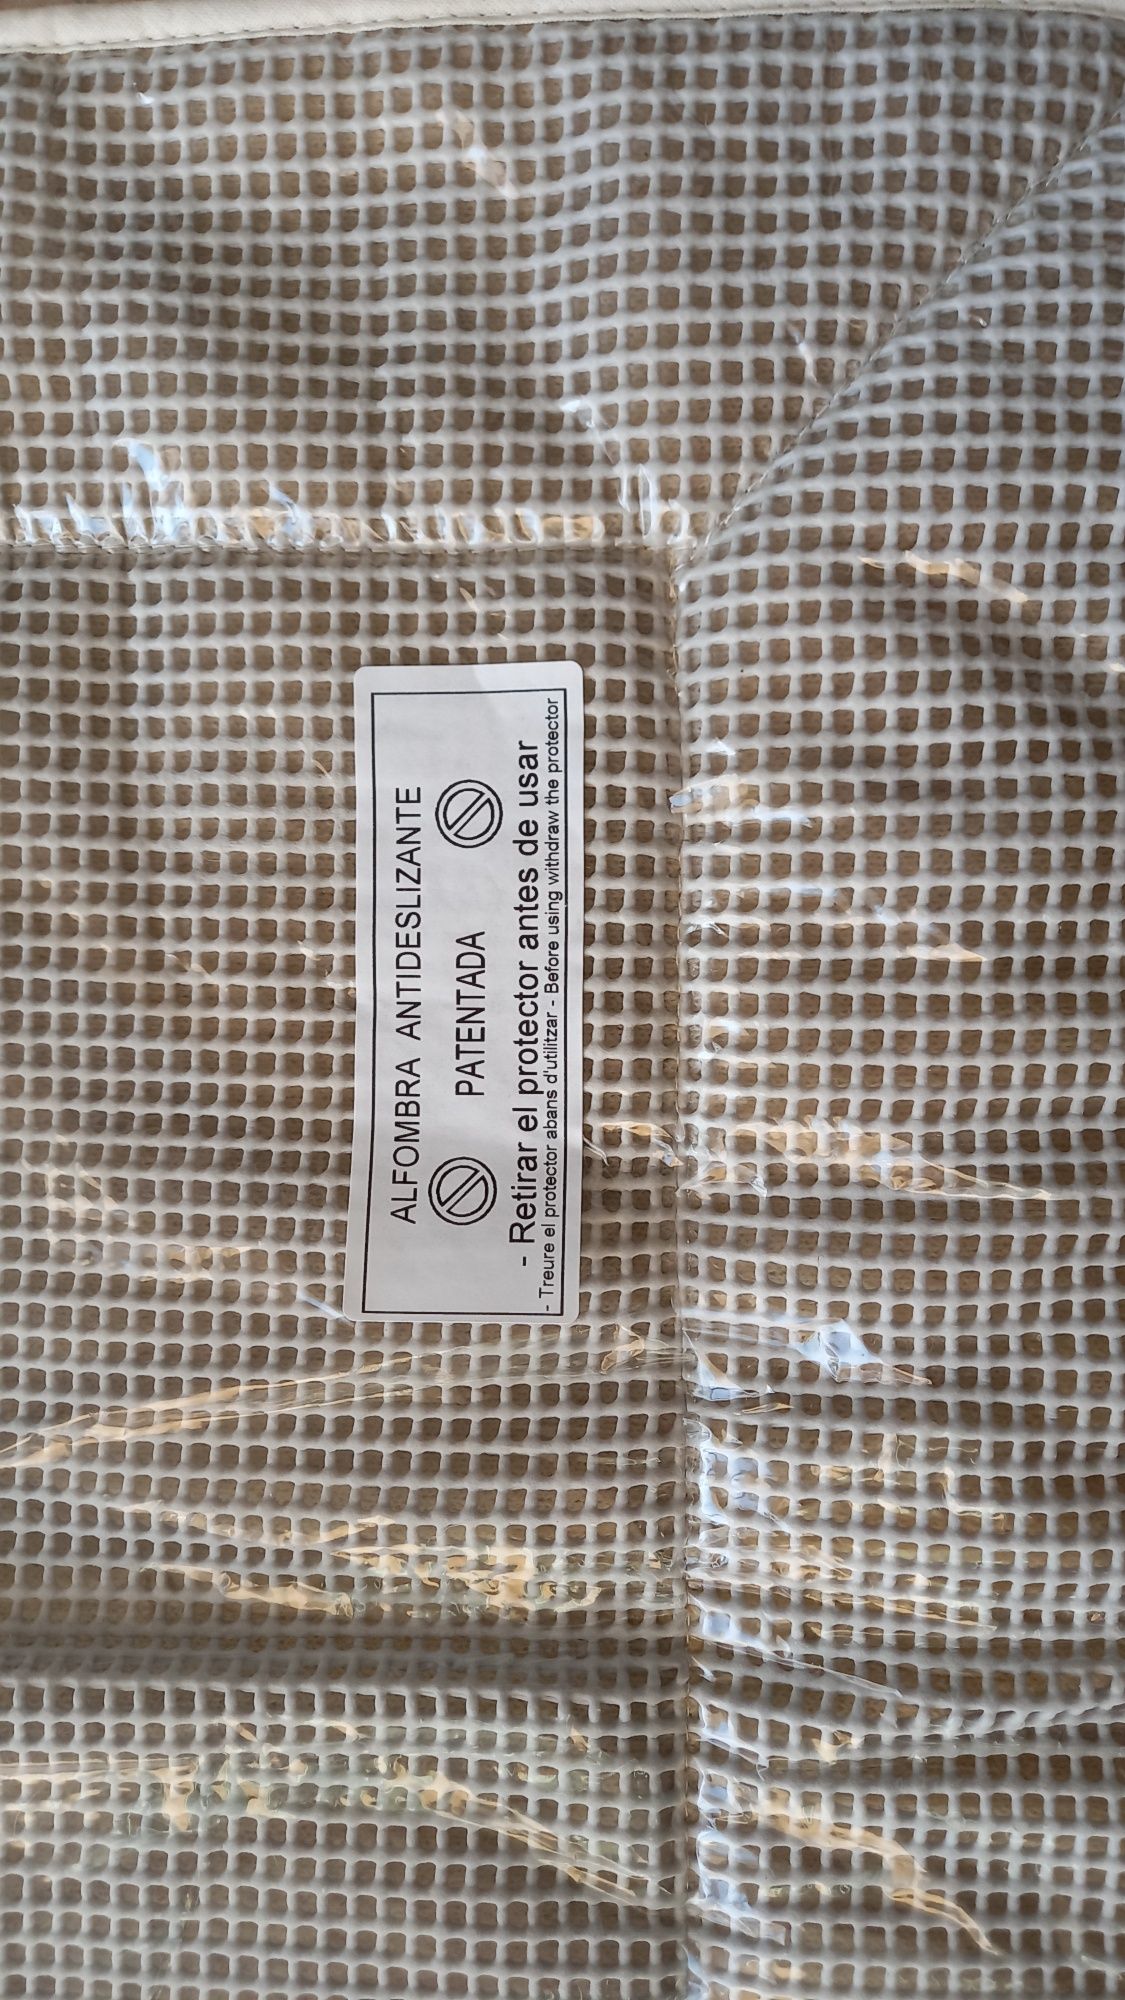 ALFOMBRA ANTIDESLIZANTE
PATENTADA
- Retirar el protector antes de usar
- Treure el protector abans d'utilitzar - Before using withdraw the protector